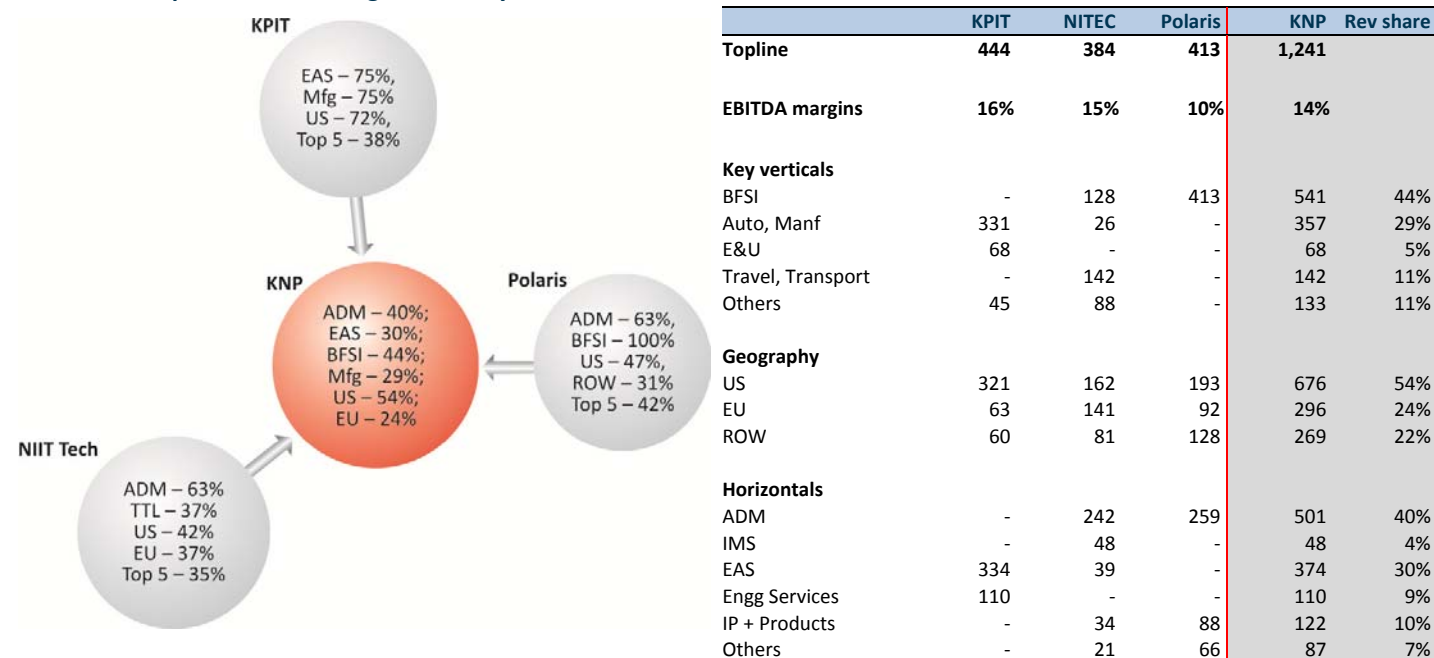 KPIT
EAS – 75%,
Mfg – 75%
US – 72%,
Top 5 – 38%
KNP
ADM – 40%;
EAS – 30%;
BFSI – 44%;
Mfg – 29%;
US – 54%;
EU – 24%
Polaris
ADM – 63%,
BFSI – 100%
US – 47%,
ROW – 31%
Top 5 – 42%
NIIT Tech
ADM – 63%
TTL – 37%
US – 42%
EU – 37%
Top 5 – 35%
KPIT NITEC Polaris KNP Rev share
Topline 444 384 413 1,241
EBITDA margins 16% 15% 10% 14%
Key verticals
BFSI - 128 413 541 44%
Auto, Manf 331 26 - 357 29%
E&U 68 - - 68 5%
Travel, Transport - 142 - 142 11%
Others 45 88 - 133 11%
Geography
US 321 162 193 676 54%
EU 63 141 92 296 24%
ROW 60 81 128 269 22%
Horizontals
ADM - 242 259 501 40%
IMS - 48 - 48 4%
EAS 334 39 - 374 30%
Engg Services 110 - - 110 9%
IP + Products - 34 88 122 10%
Others - 21 66 87 7%